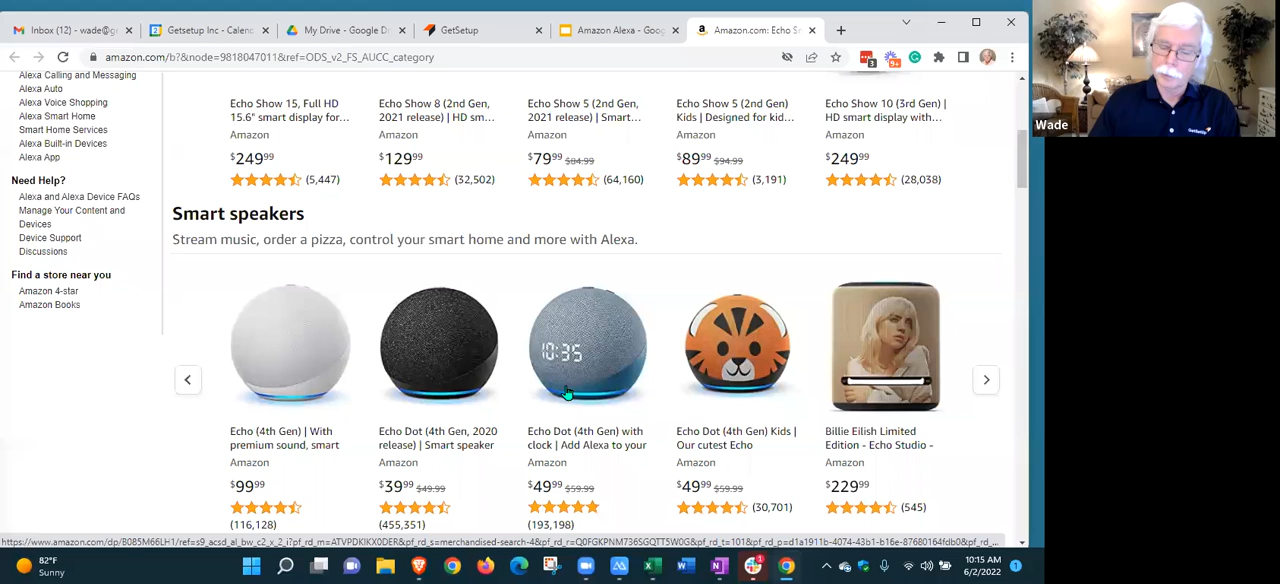 Inbox (12) - wade@g
Getsetup Inc - Calend
My Drive - Google D
GetSetup
Amazon Alexa - Goog
Amazon.com: Echo S
amazon.com/b?&node=9818047011&ref=ODS_v2_FS_AUCC_category
3
9+
Wade
GetSetUp
Alexa Calling and Messaging
Alexa Auto
Alexa Voice Shopping
Alexa Smart Home
Smart Home Services
Alexa Built-in Devices
Alexa App
Need Help?
Alexa and Alexa Device FAQs
Manage Your Content and
Devices
Device Support
Discussions
Find a store near you
Amazon 4-star
Amazon Books
Echo Show 15, Full HD
15.6" smart display for...
Amazon
$249.99
(5,447)
Echo Show 8 (2nd Gen,
2021 release) | HD sm...
Amazon
$129.99
(32,502)
Echo Show 5 (2nd Gen,
2021 release) | Smart...
Amazon
$79.99 $84.99
(64,160)
Echo Show 5 (2nd Gen)
Kids | Designed for kid...
Amazon
$89.99 $94.99
(3,191)
Echo Show 10 (3rd Gen) |
HD smart display with...
Amazon
$249.99
(28,038)
Smart speakers
Stream music, order a pizza, control your smart home and more with Alexa.
10:35
Echo (4th Gen) | With
premium sound, smart
Amazon
$99.99
(116,128)
Echo Dot (4th Gen, 2020
release) | Smart speaker
Amazon
$39.99 $49.99
(455,351)
Echo Dot (4th Gen) with
clock | Add Alexa to your
Amazon
$49.99 $59.99
(193,198)
Echo Dot (4th Gen) Kids |
Our cutest Echo
Amazon
$49.99 $59.99
(30,701)
Billie Eilish Limited
Edition - Echo Studio -
Amazon
$229.99
(545)
82°F
Sunny
10:15 AM
6/2/2022
1